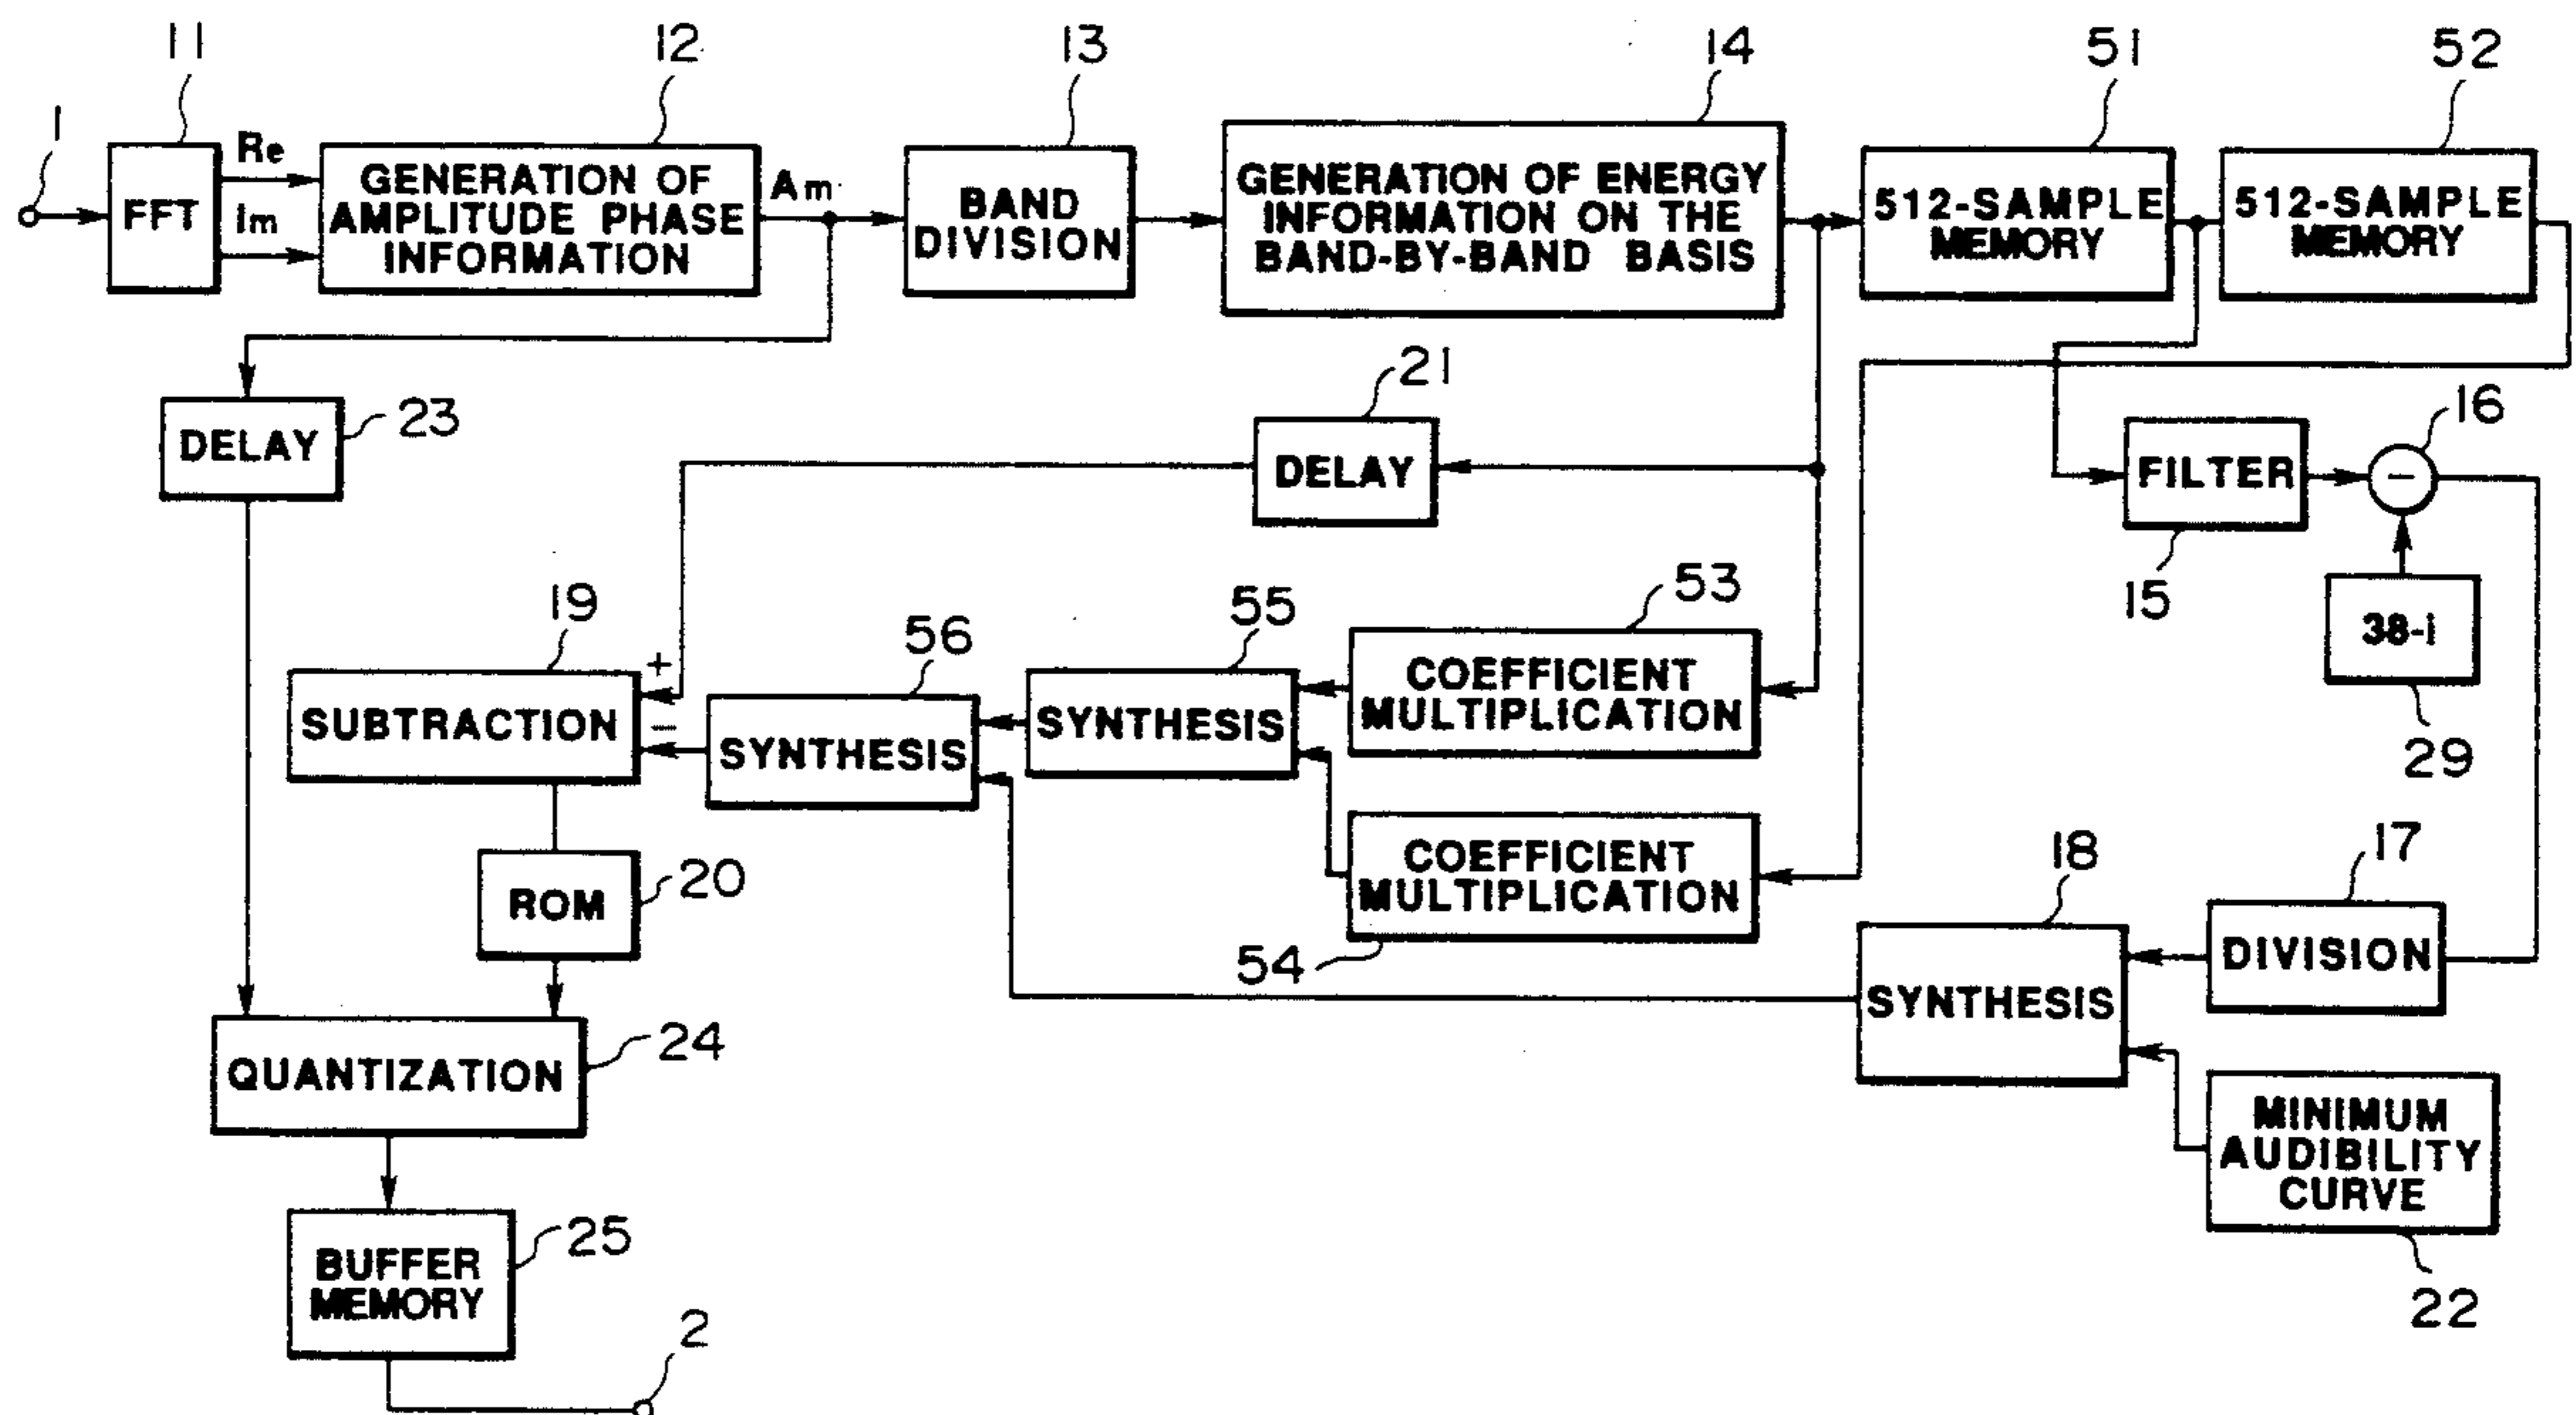 11
12
13
14
51
52
1
Re
Im
FFT
GENERATION OF
AMPLITUDE PHASE
INFORMATION
Am
BAND
DIVISION
GENERATION OF ENERGY
INFORMATION ON THE
BAND-BY-BAND BASIS
512-SAMPLE
MEMORY
512-SAMPLE
MEMORY
21
16
23
DELAY
DELAY
FILTER
−
15
38-i
29
19
56
55
53
+
−
SUBTRACTION
SYNTHESIS
SYNTHESIS
COEFFICIENT
MULTIPLICATION
COEFFICIENT
MULTIPLICATION
54
ROM
20
18
17
SYNTHESIS
DIVISION
QUANTIZATION
24
MINIMUM
AUDIBILITY
CURVE
22
BUFFER
MEMORY
25
2